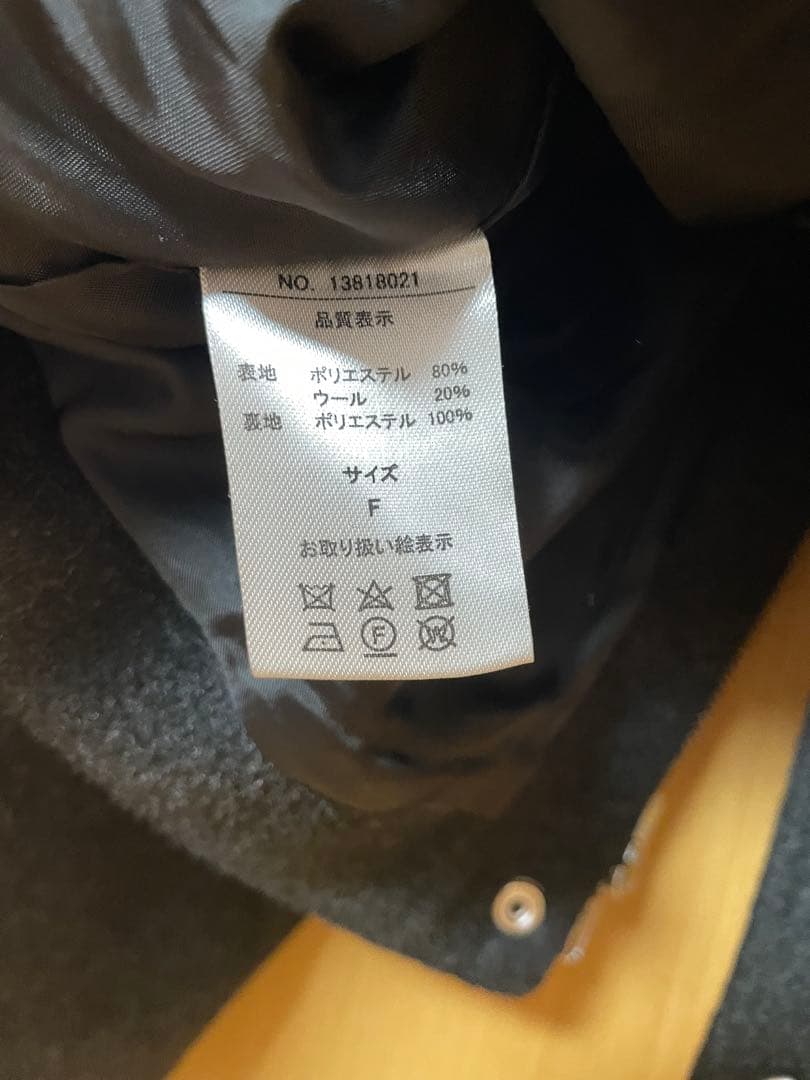 NO. 13818021
品質表示
表地 ポリエステル 80%
ウール 20%
裏地 ポリエステル 100%
サイズ
F
お取り扱い絵表示
F W